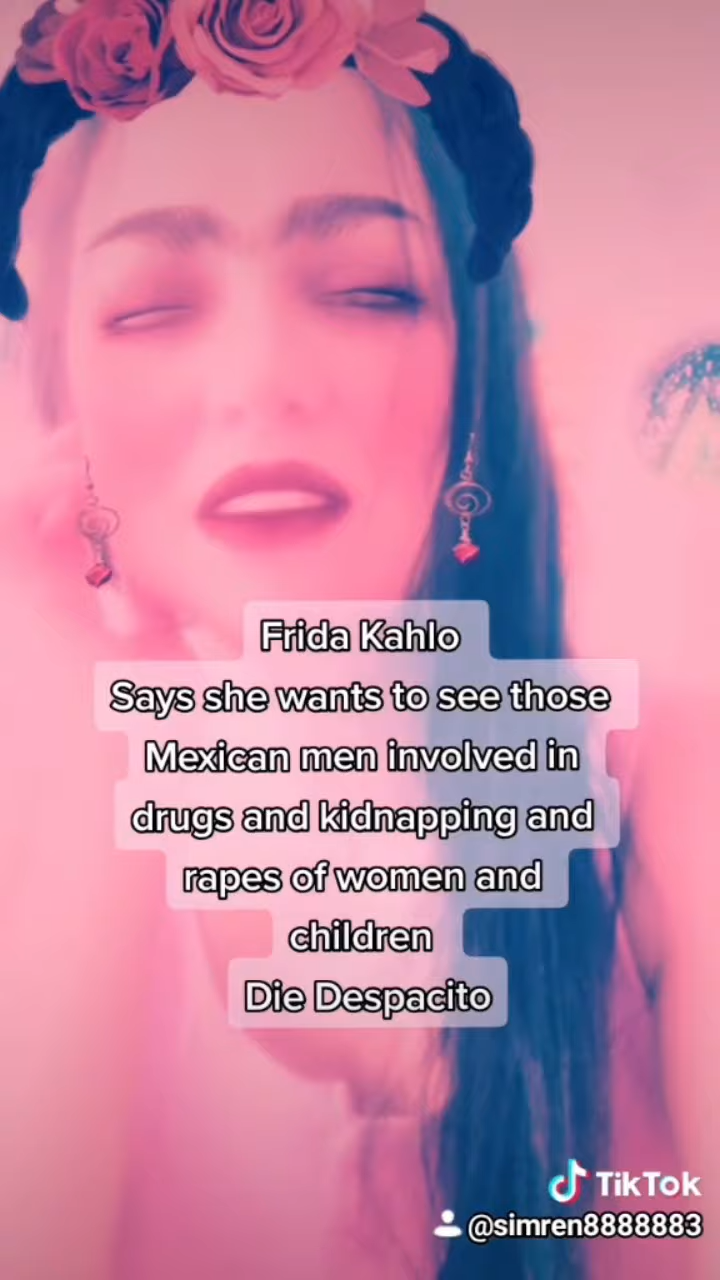 Frida Kahlo
Says she wants to see those
Mexican men involved in
drugs and kidnapping and
rapes of women and
children
Die Despacito
TikTok
@simren8888883